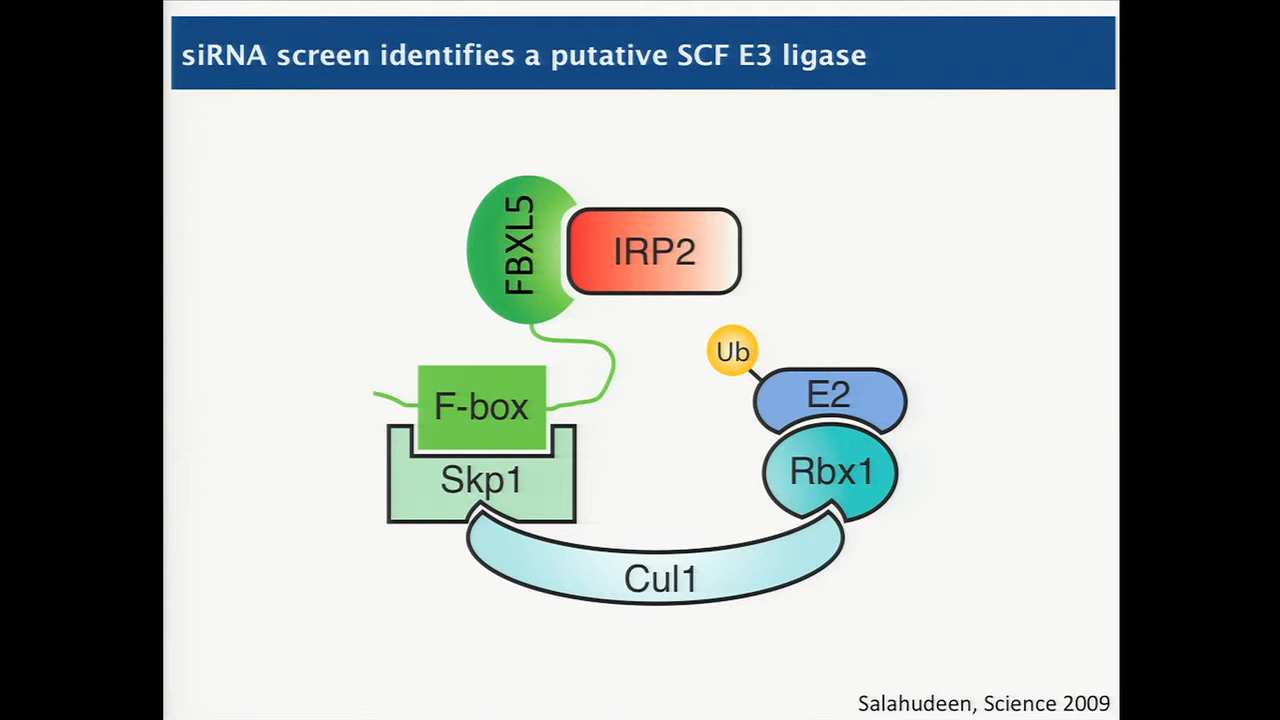 siRNA screen identifies a putative SCF E3 ligase
FBXL5
IRP2
Ub
E2
F-box
Rbx1
Skp1
Cul1
Salahudeen, Science 2009